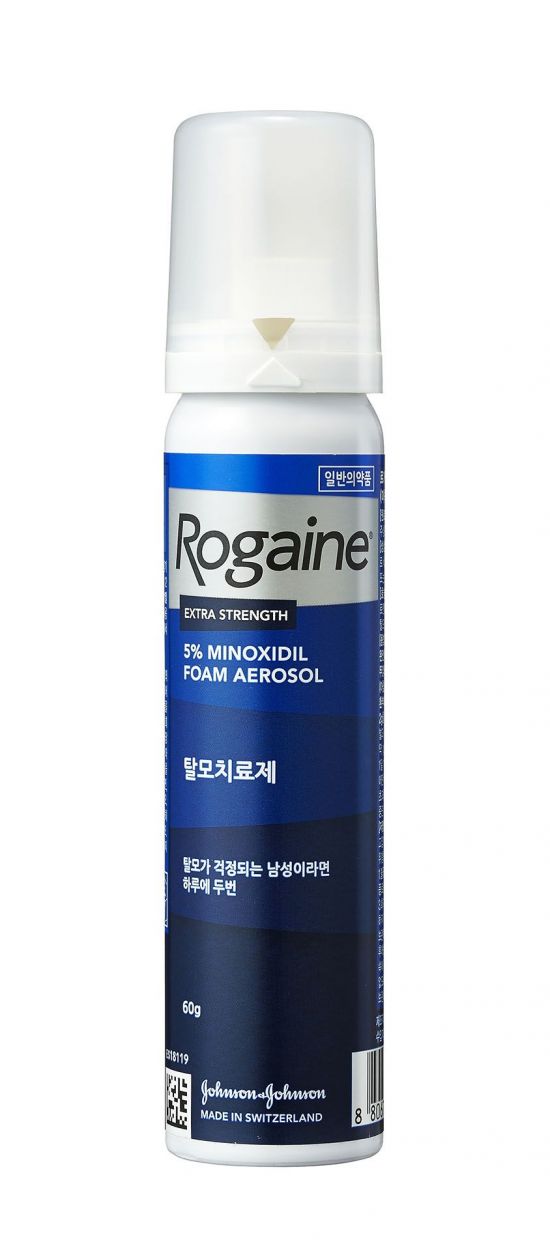 일반의약품
Rogaine®
EXTRA STRENGTH
5% MINOXIDIL
FOAM AEROSOL
탈모치료제
탈모가 걱정되는 남성이라면
하루에 두번
60g
Johnson & Johnson
MADE IN SWITZERLAND